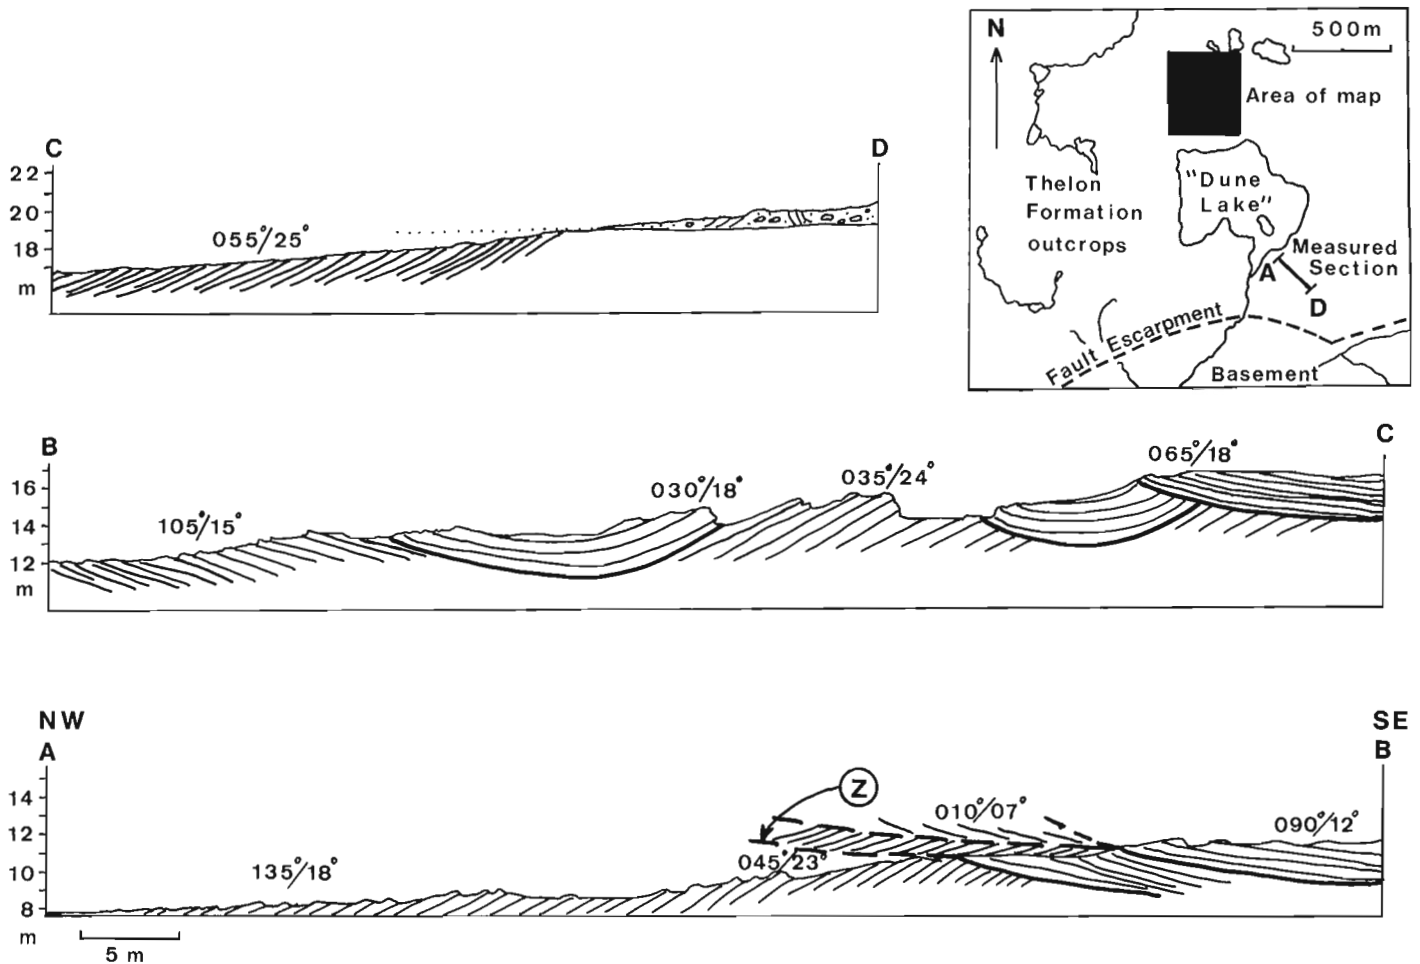 C
D
22
20
18
m
055°/25°
N
500m
Area of map
"Dune
Lake"
Thelon
Formation
outcrops
Measured
Section
A
D
Fault Escarpment
Basement
B
C
16
14
12
m
105°/15°
030°/18°
035°/24°
065°/18°
NW
A
SE
B
14
12
10
8
m
Z
135°/18°
045°/23°
010°/07°
090°/12°
5 m